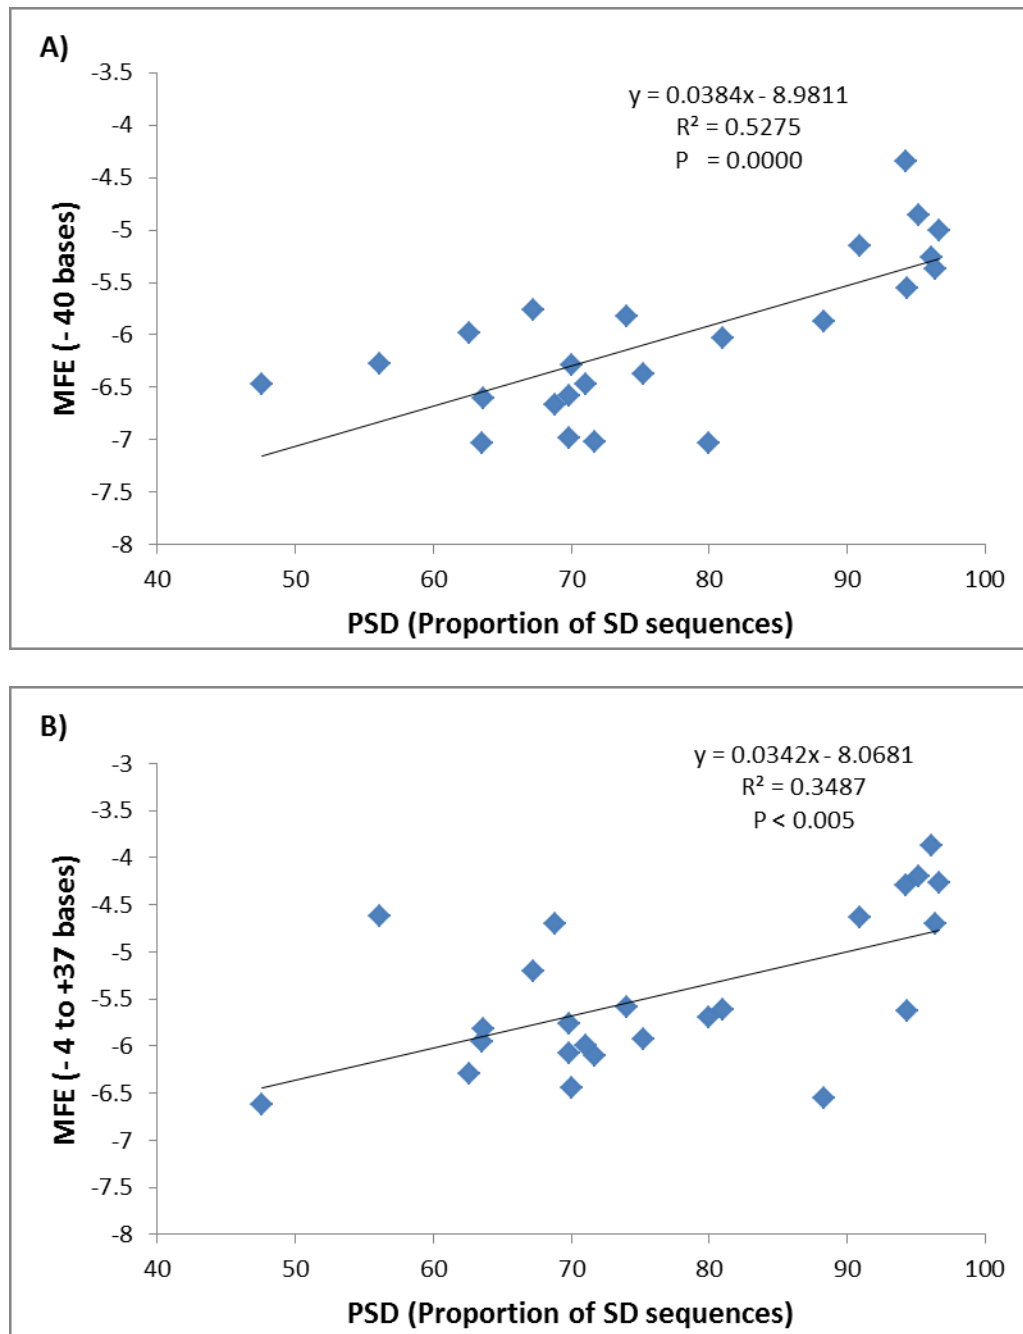 A)
y = 0.0384x - 8.9811
R² = 0.5275
P = 0.0000
MFE (- 40 bases)
-3.5
-4
-4.5
-5
-5.5
-6
-6.5
-7
-7.5
-8
40 50 60 70 80 90 100
PSD (Proportion of SD sequences)
B)
y = 0.0342x - 8.0681
R² = 0.3487
P < 0.005
MFE (- 4 to +37 bases)
-3
-3.5
-4
-4.5
-5
-5.5
-6
-6.5
-7
-7.5
-8
40 50 60 70 80 90 100
PSD (Proportion of SD sequences)